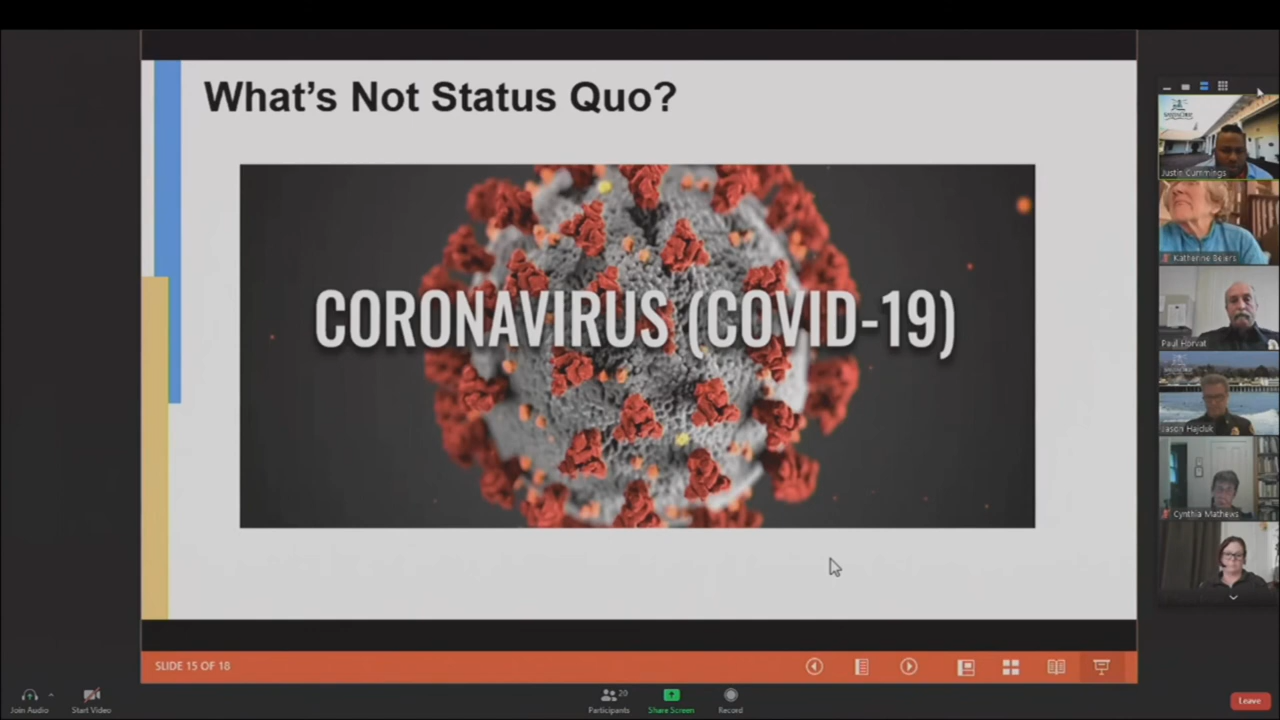 What's Not Status Quo?
CORONAVIRUS (COVID-19)
SLIDE 15 OF 18
Justin Cummings
Katherine Beiers
Paul Horvat
Jason Hajduk
Cynthia Mathews
Join Audio
Start Video
Participants
20
Share Screen
Record
Leave